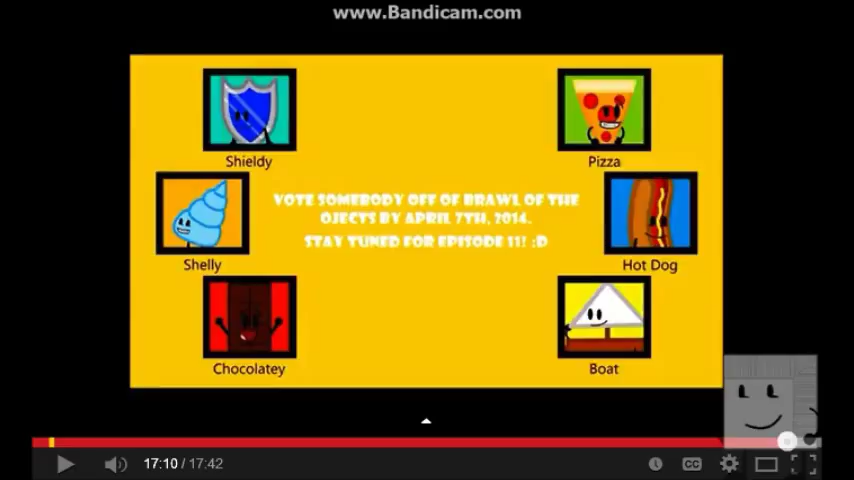 www.Bandicam.com
Shieldy
Pizza
VOTE SOMEBODY OFF OF BRAWL OF THE
OJECTS BY APRIL 7TH, 2014.
STAY TUNED FOR EPISODE 11! :D
Shelly
Hot Dog
Chocolatey
Boat
17:10 / 17:42
CC